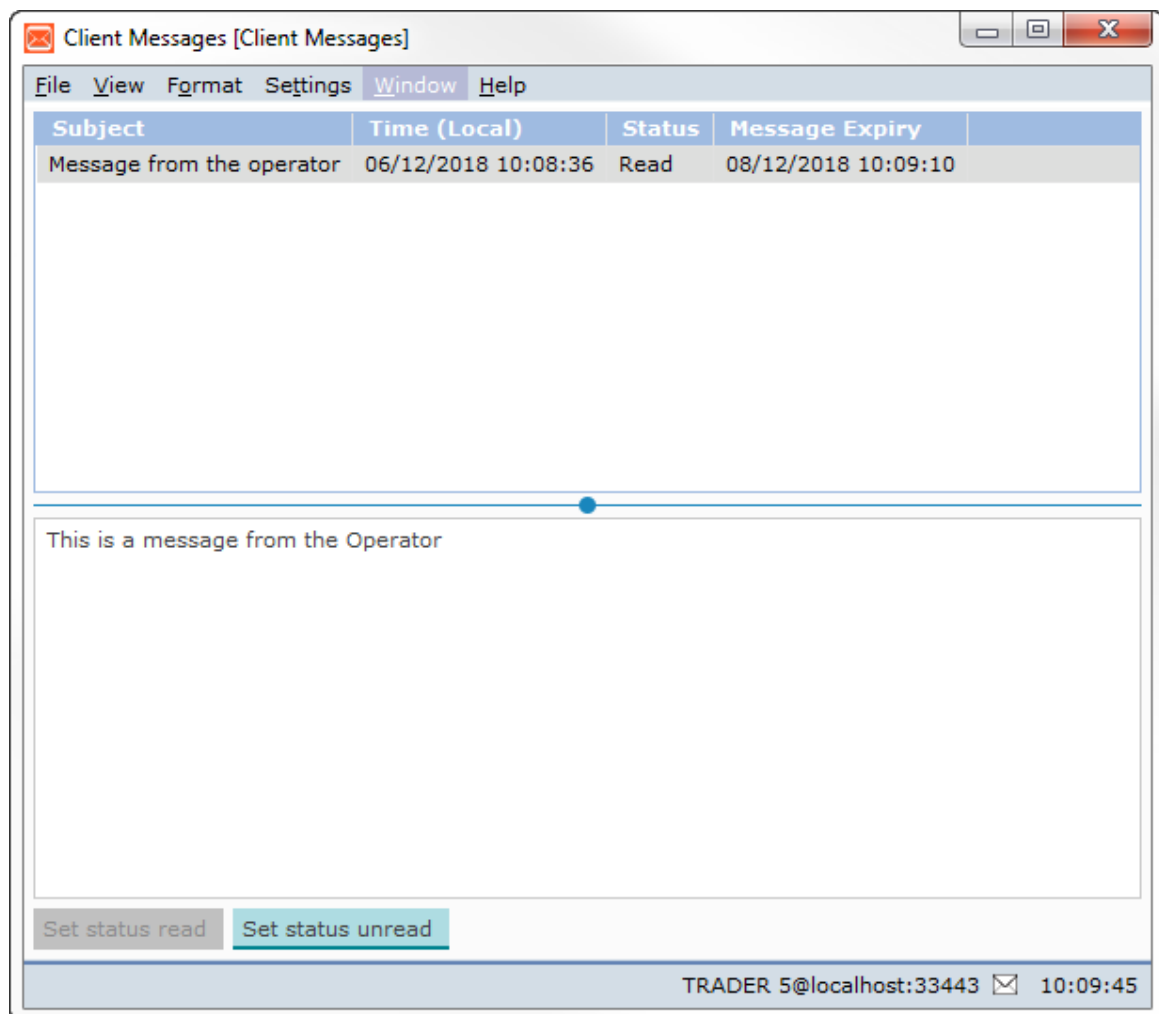 Client Messages [Client Messages]
File View Format Settings Window Help
Subject Time (Local) Status Message Expiry
Message from the operator 06/12/2018 10:08:36 Read 08/12/2018 10:09:10
This is a message from the Operator
Set status read Set status unread
TRADER 5@localhost:33443 10:09:45